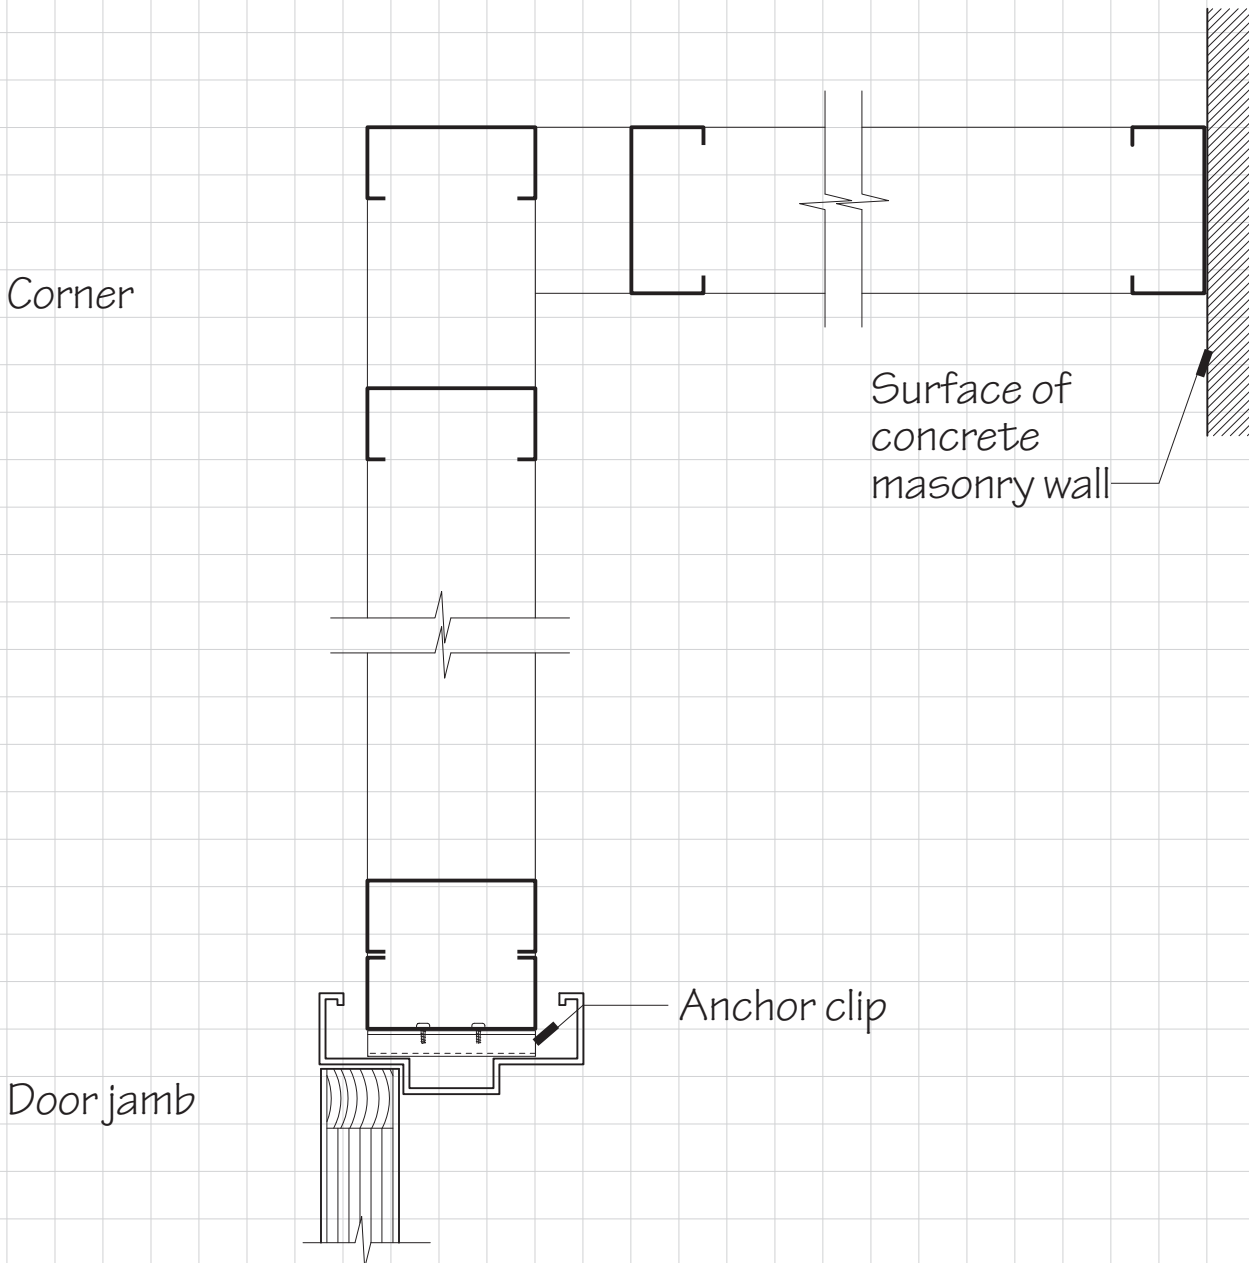 Corner
Surface of
concrete
masonry wall
Anchor clip
Door jamb